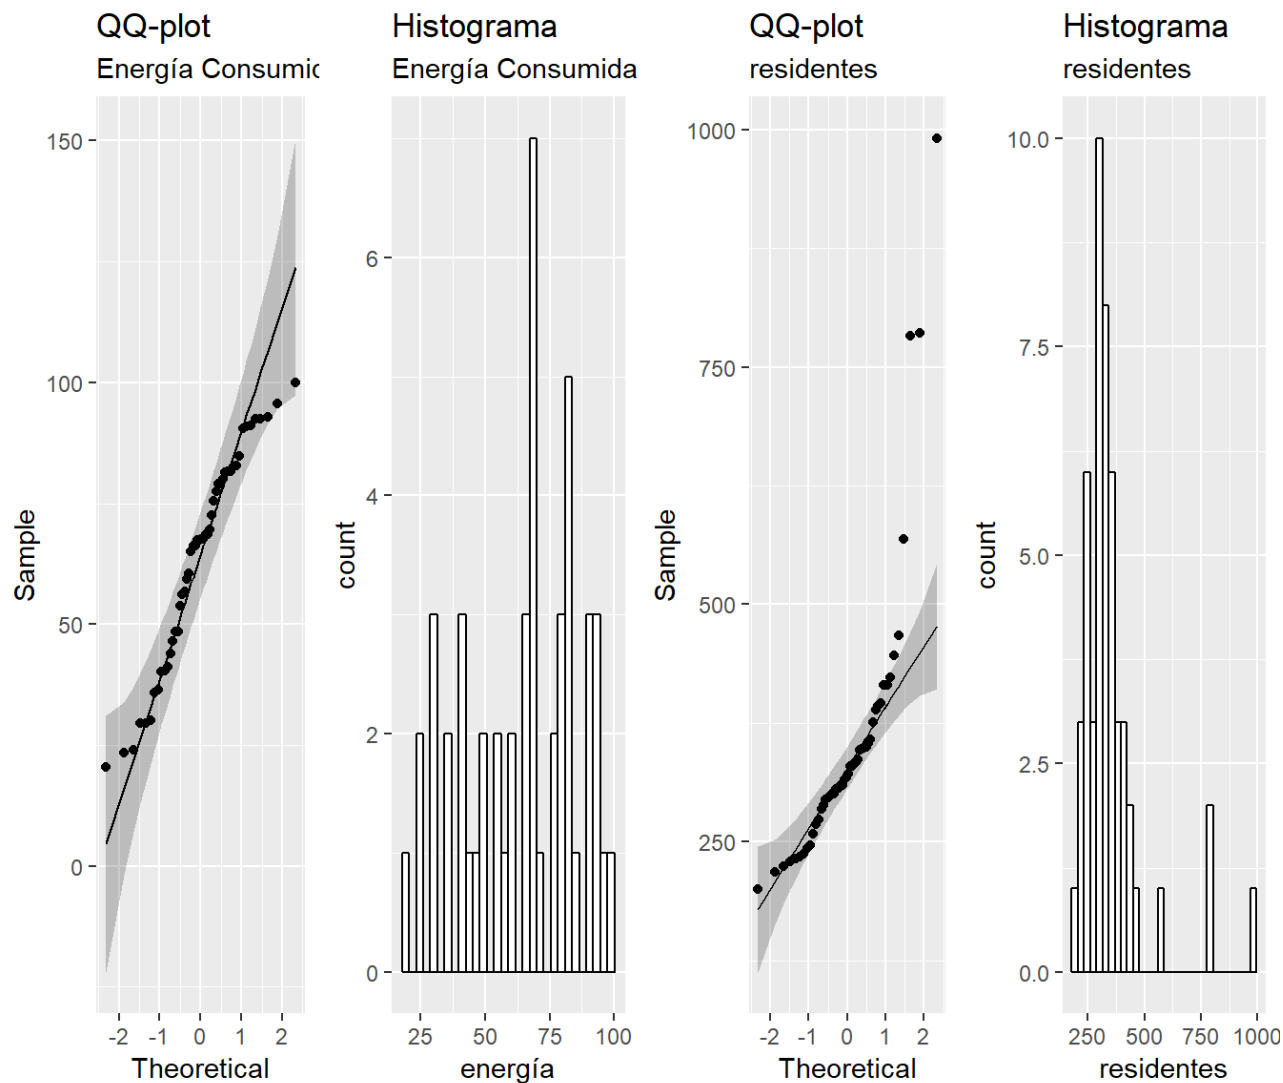 QQ-plot
Energía Consumic
150
100
50
0
Sample
-2 -1 0 1 2
Theoretical
Histograma
Energía Consumida
6
4
2
0
count
25 50 75 100
energía
QQ-plot
residentes
1000
750
500
250
Sample
-2 -1 0 1 2
Theoretical
Histograma
residentes
10.0
7.5
5.0
2.5
0.0
count
250 500 750 1000
residentes